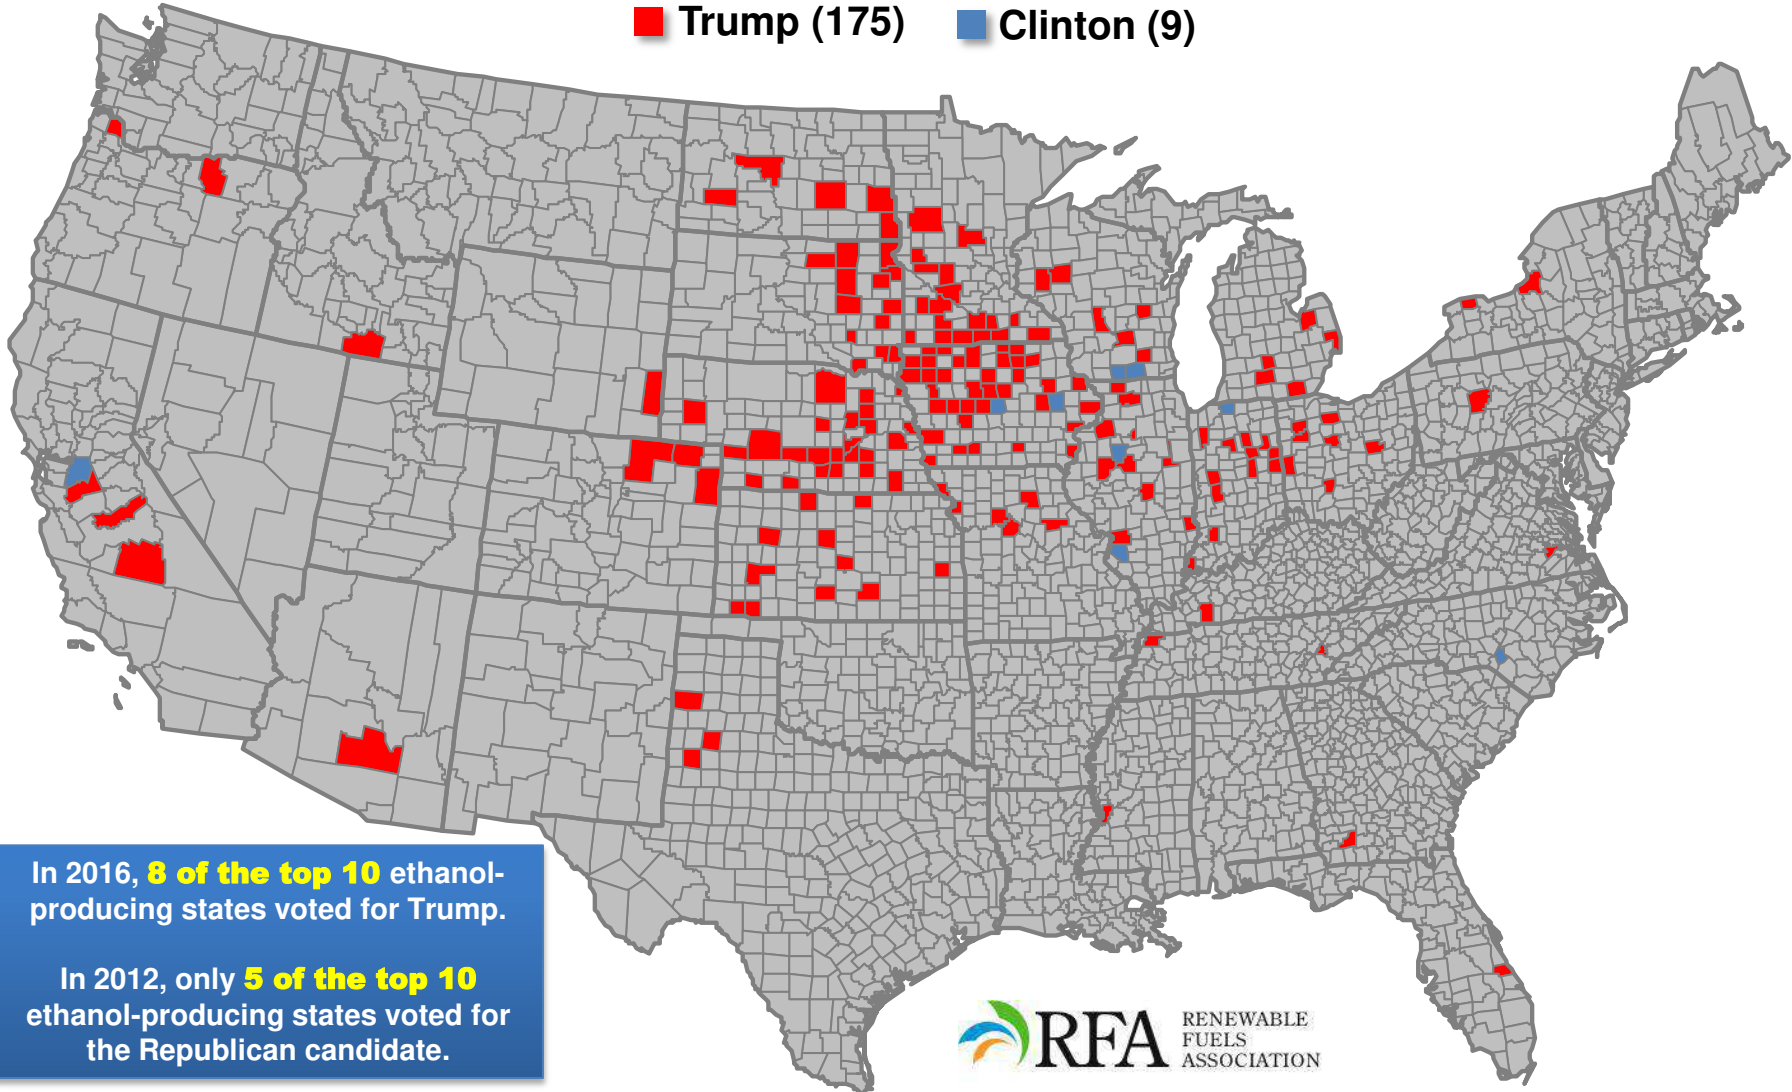 Trump (175)
Clinton (9)
In 2016, 8 of the top 10 ethanol-
producing states voted for Trump.
In 2012, only 5 of the top 10
ethanol-producing states voted for
the Republican candidate.
RFA
RENEWABLE
FUELS
ASSOCIATION